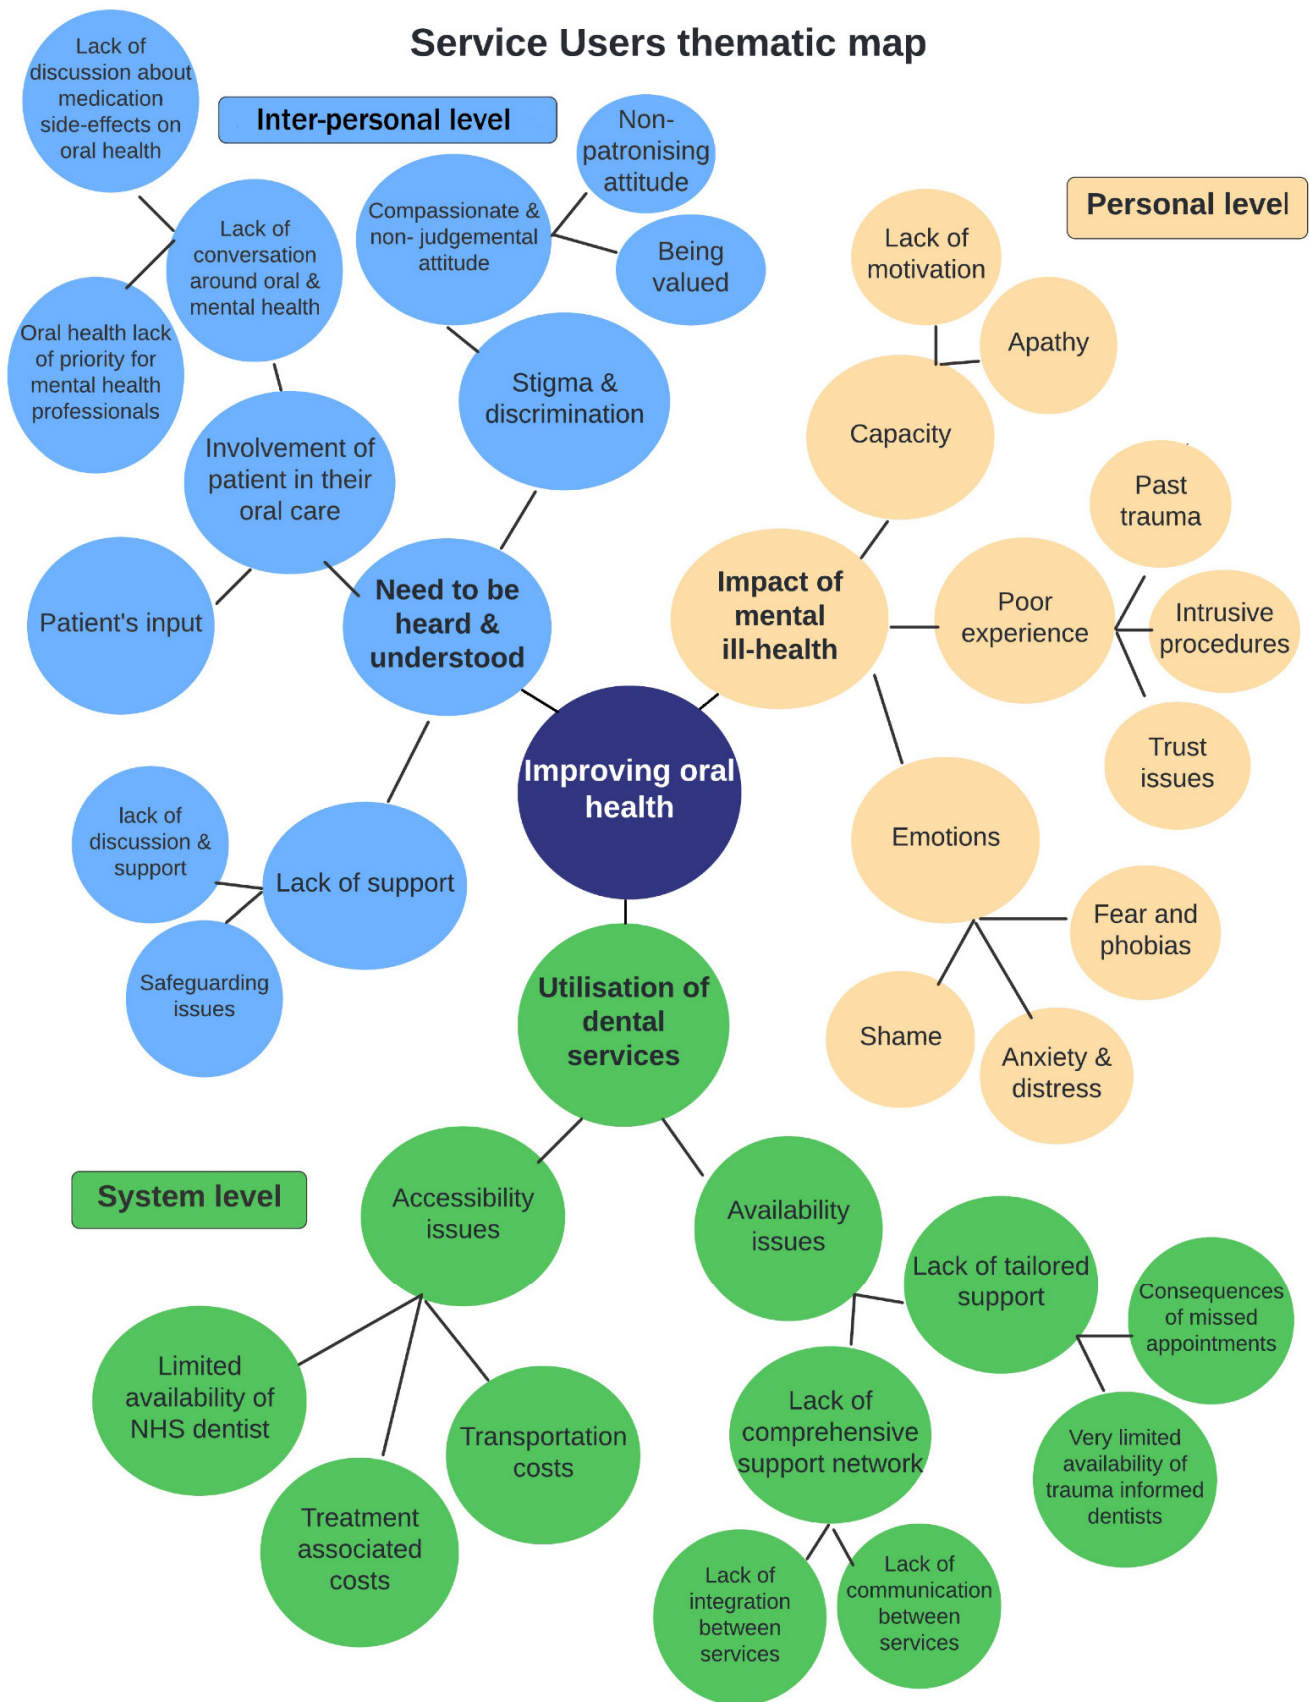 Service Users thematic map
Inter-personal level
Lack of
discussion about
medication
side-effects on
oral health
Lack of
conversation
around oral &
mental health
Oral health lack
of priority for
mental health
professionals
Compassionate &
non- judgemental
attitude
Non-
patronising
attitude
Being
valued
Stigma &
discrimination
Involvement of
patient in their
oral care
Patient's input
Need to be
heard &
understood
lack of
discussion &
support
Lack of support
Safeguarding
issues
Personal level
Lack of
motivation
Apathy
Capacity
Past
trauma
Impact of
mental
ill-health
Poor
experience
Intrusive
procedures
Trust
issues
Emotions
Fear and
phobias
Shame
Anxiety &
distress
Improving oral
health
Utilisation of
dental
services
System level
Accessibility
issues
Limited
availability of
NHS dentist
Treatment
associated
costs
Transportation
costs
Availability
issues
Lack of tailored
support
Consequences
of missed
appointments
Very limited
availability of
trauma informed
dentists
Lack of
comprehensive
support network
Lack of
integration
between
services
Lack of
communication
between
services